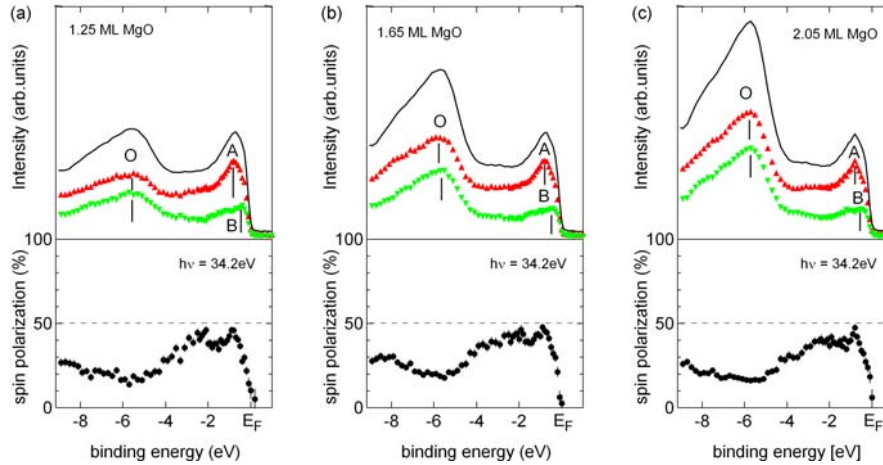 (a)
1.25 ML MgO
Intensity (arb.units)
O
A
B
100
hν = 34.2eV
spin polarization (%)
50
0
-8 -6 -4 -2 E_F
binding energy (eV)
(b)
1.65 ML MgO
Intensity (arb.units)
O
A
B
100
hν = 34.2eV
spin polarization (%)
50
0
-8 -6 -4 -2 E_F
binding energy (eV)
(c)
2.05 ML MgO
Intensity (arb.units)
O
A
B
100
hν = 34.2eV
spin polarization (%)
50
0
-8 -6 -4 -2 E_F
binding energy [eV]